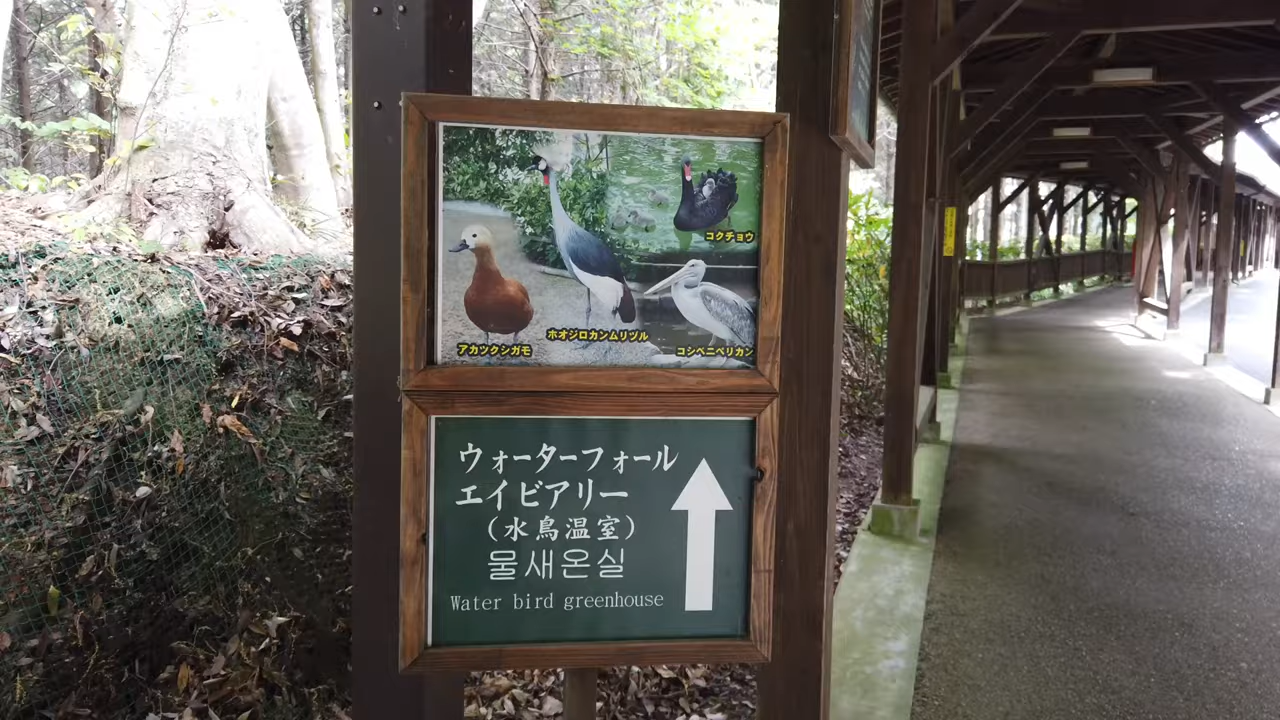 コクチョウ
ホオジロカンムリヅル
アカツクシガモ
コシベニペリカン
ウォーターフォール
エイビアリー
(水鳥温室)
물새온실
Water bird greenhouse